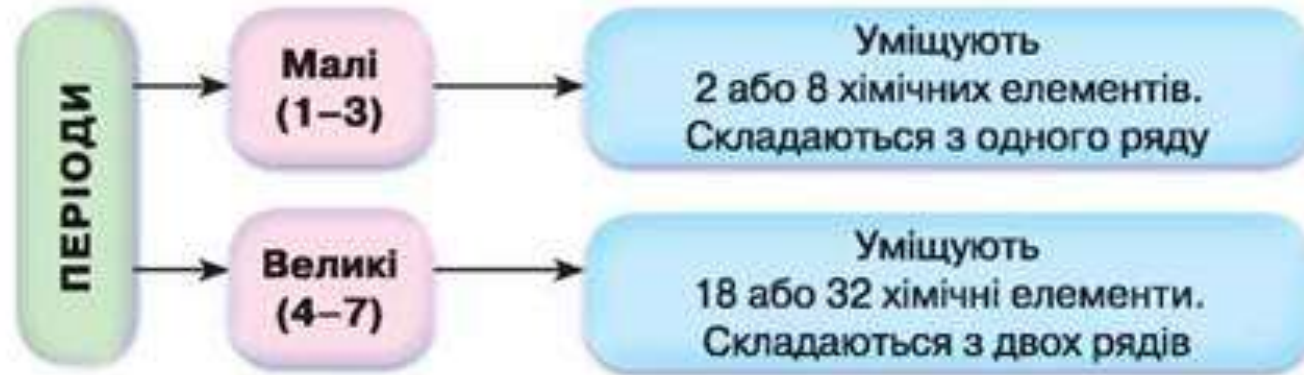 ПЕРІОДИ
Малі
(1–3)
Уміщують
2 або 8 хімічних елементів.
Складаються з одного ряду
Великі
(4–7)
Уміщують
18 або 32 хімічні елементи.
Складаються з двох рядів